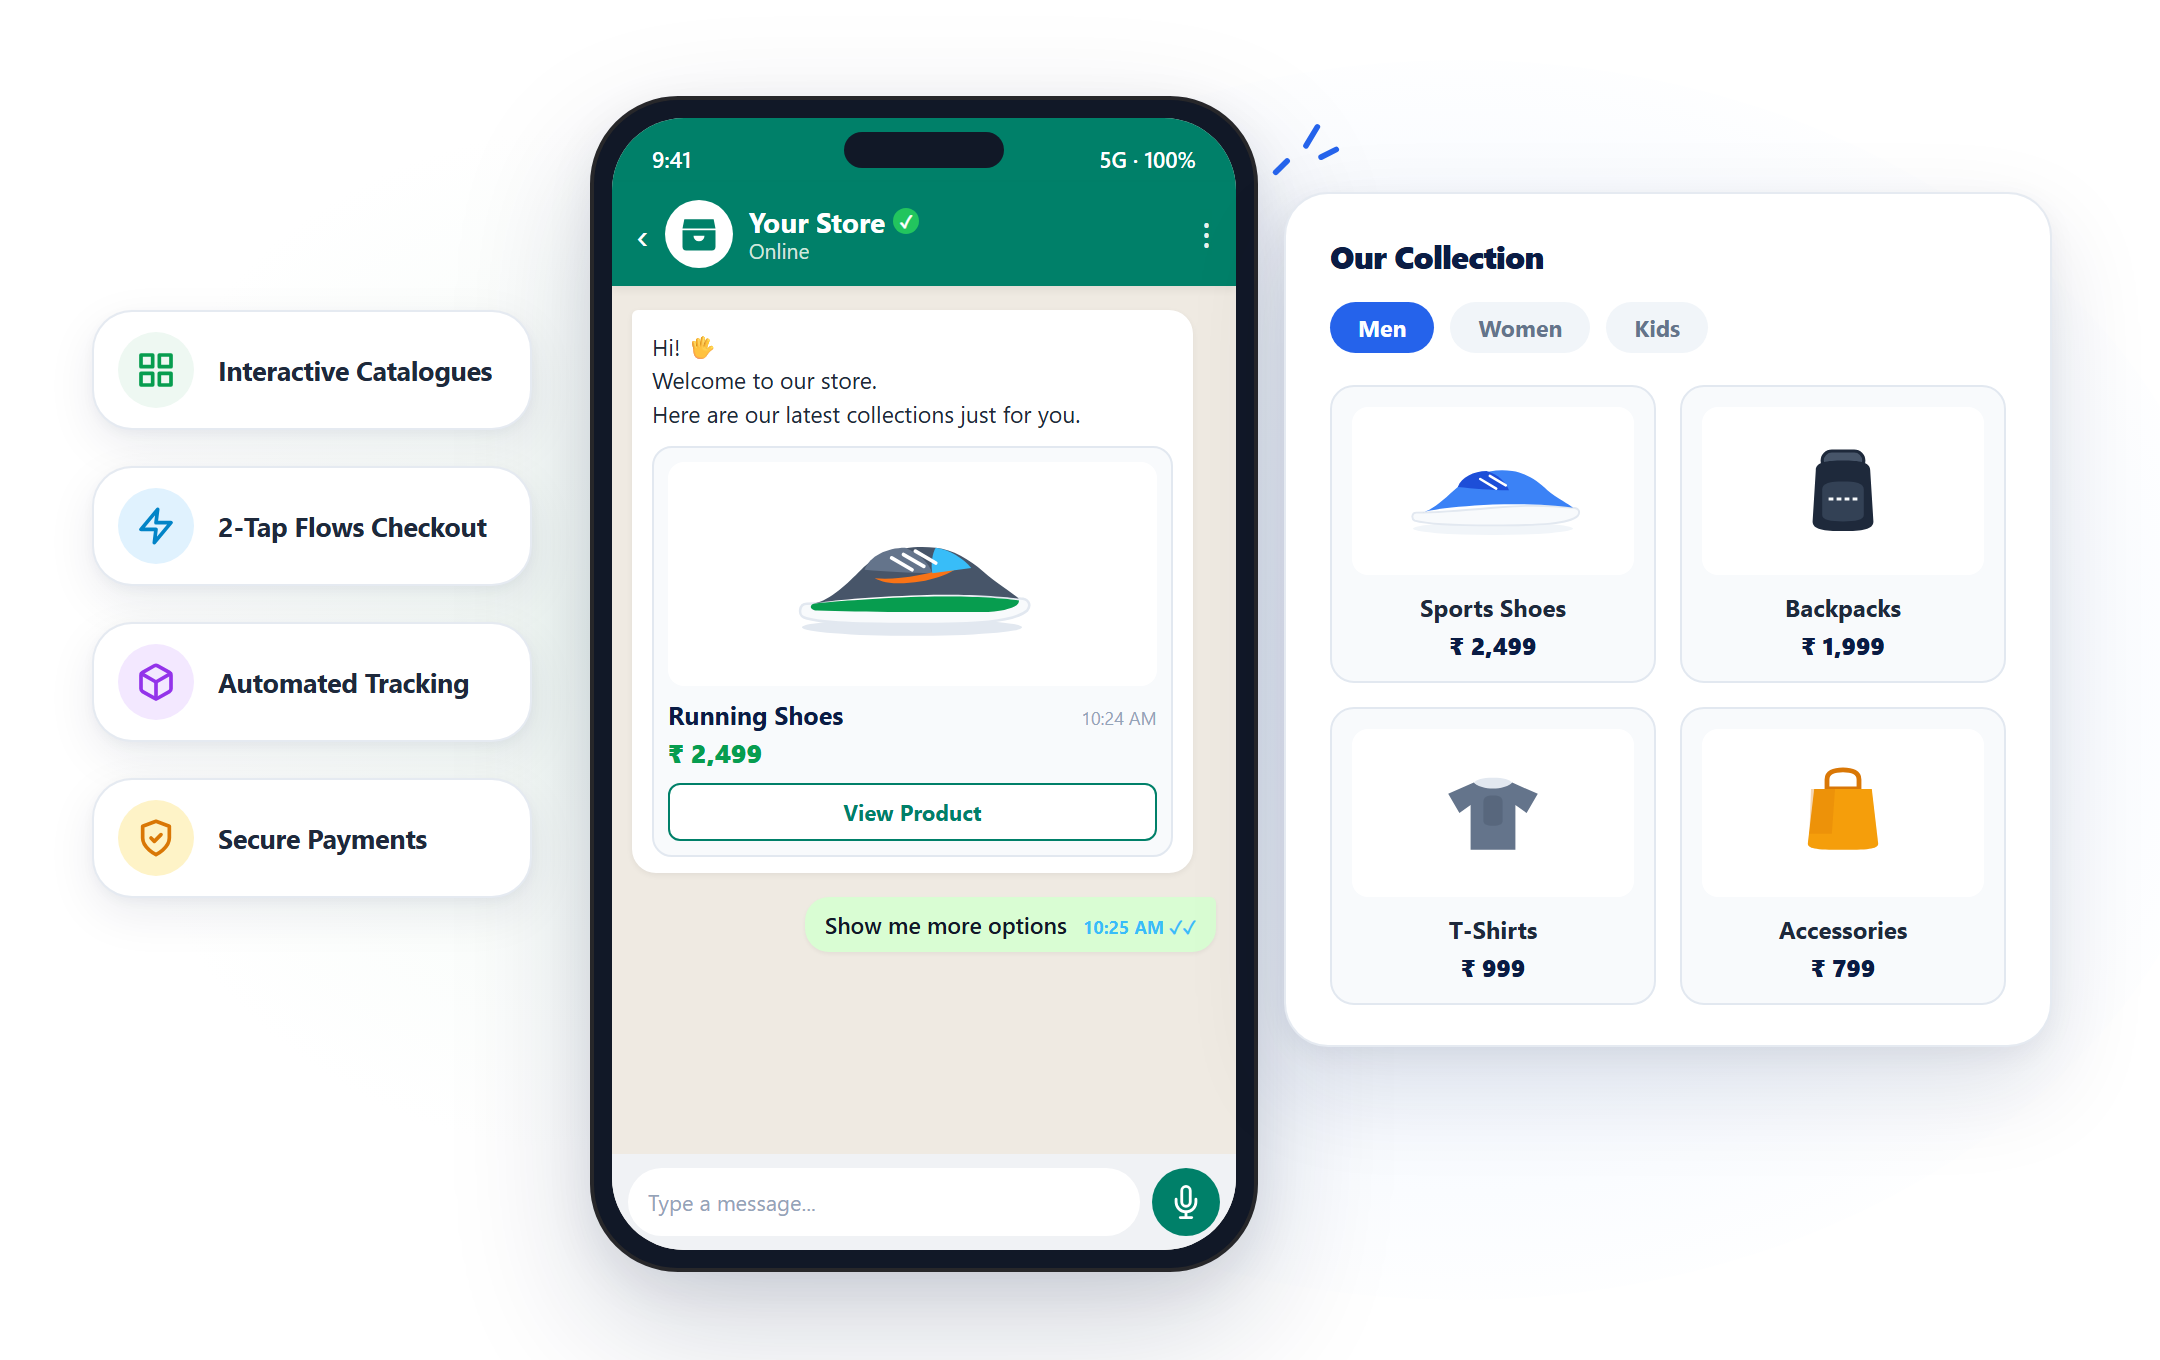 Interactive Catalogues
2-Tap Flows Checkout
Automated Tracking
Secure Payments
9:41
5G · 100%
Your Store
Online
Hi! 👋
Welcome to our store.
Here are our latest collections just for you.
Running Shoes
10:24 AM
₹ 2,499
View Product
Show me more options 10:25 AM ✓✓
Type a message...
Our Collection
Men
Women
Kids
Sports Shoes
₹ 2,499
Backpacks
₹ 1,999
T-Shirts
₹ 999
Accessories
₹ 799